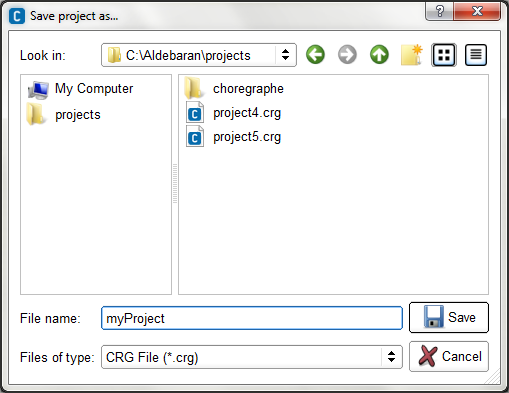 Save project as...
Look in: C:\Aldebaran\projects
My Computer
projects
choregraphe
project4.crg
project5.crg
File name: myProject Save
Files of type: CRG File (*.crg) Cancel